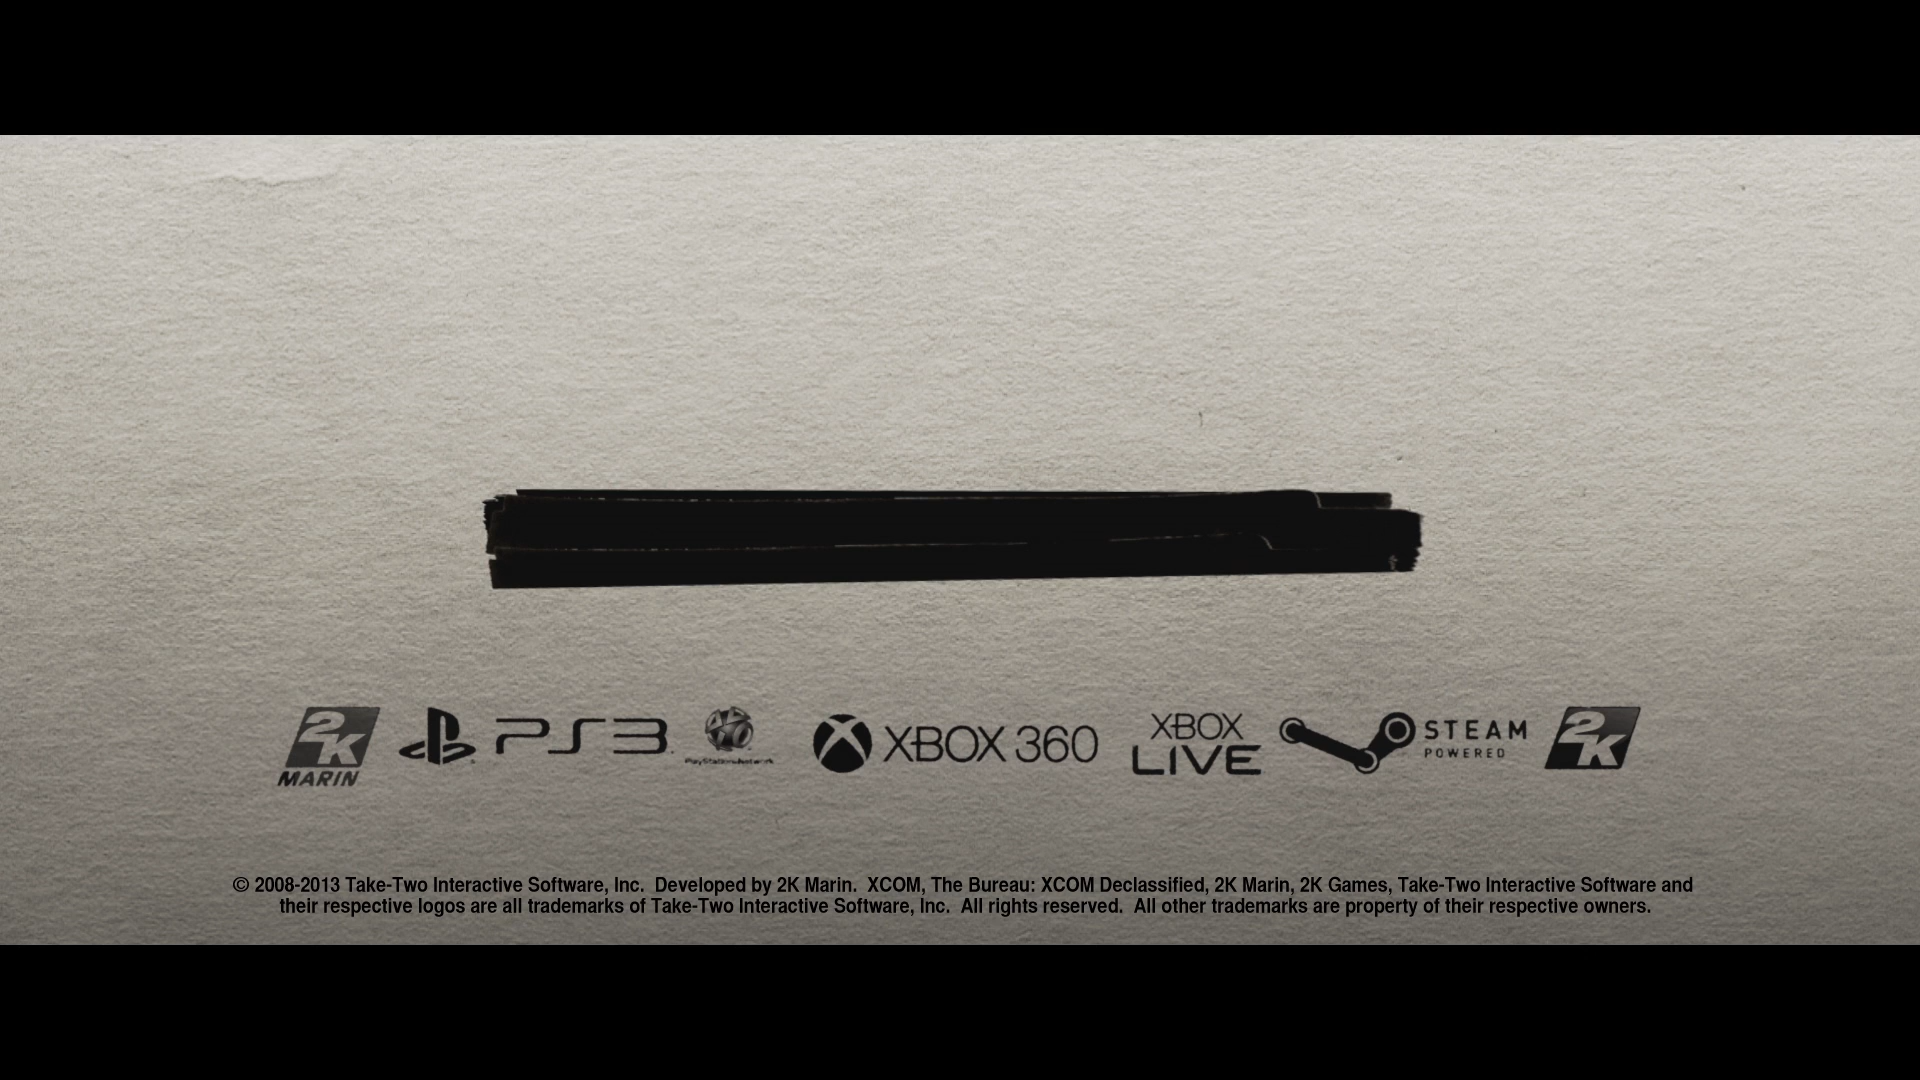 2K MARIN PS3 PlayStation Network XBOX 360 XBOX LIVE STEAM POWERED 2K
© 2008-2013 Take-Two Interactive Software, Inc.  Developed by 2K Marin.  XCOM, The Bureau: XCOM Declassified, 2K Marin, 2K Games, Take-Two Interactive Software and
their respective logos are all trademarks of Take-Two Interactive Software, Inc.  All rights reserved.  All other trademarks are property of their respective owners.